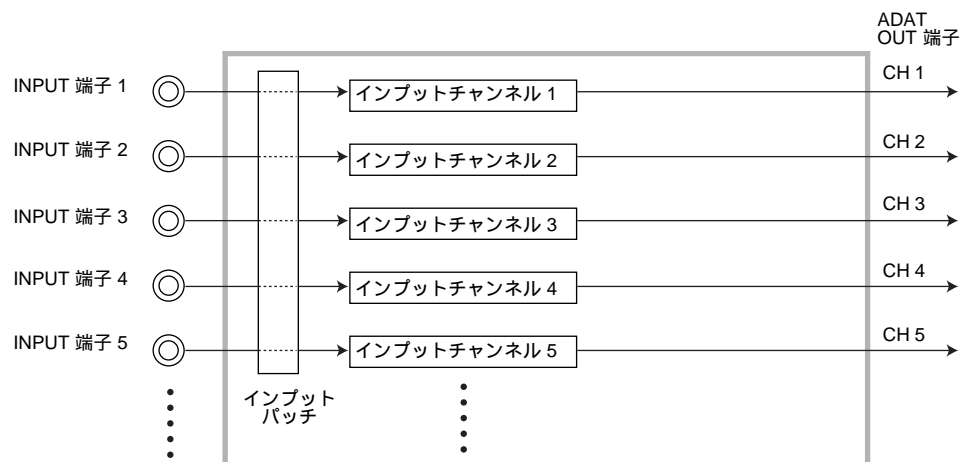 ADAT
OUT 端子
INPUT 端子 1
インプットチャンネル 1
CH 1
INPUT 端子 2
インプットチャンネル 2
CH 2
INPUT 端子 3
インプットチャンネル 3
CH 3
INPUT 端子 4
インプットチャンネル 4
CH 4
INPUT 端子 5
インプットチャンネル 5
CH 5
インプット
パッチ